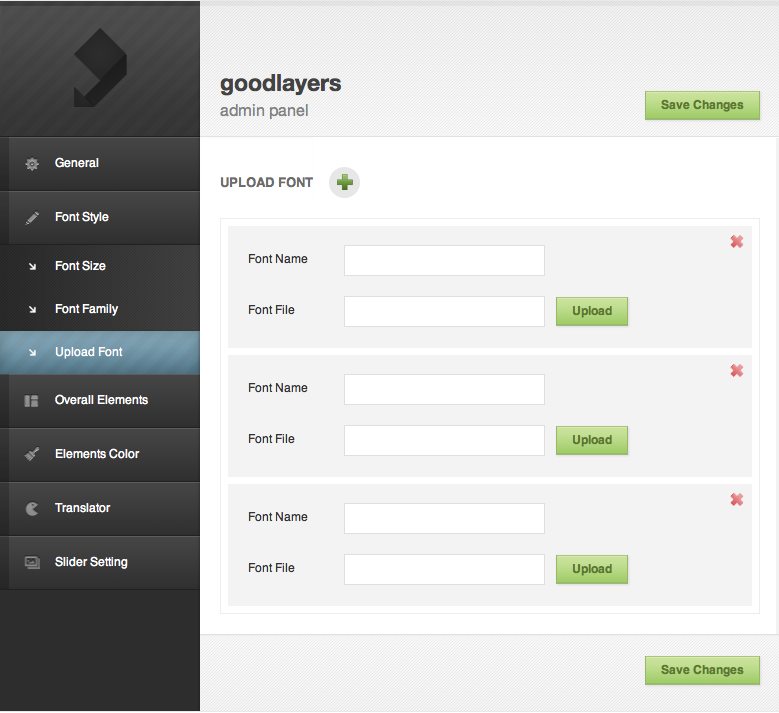 goodlayers
admin panel
Save Changes
General
Font Style
Font Size
Font Family
Upload Font
Overall Elements
Elements Color
Translator
Slider Setting
UPLOAD FONT
Font Name
Font File
Upload
Font Name
Font File
Upload
Font Name
Font File
Upload
Save Changes